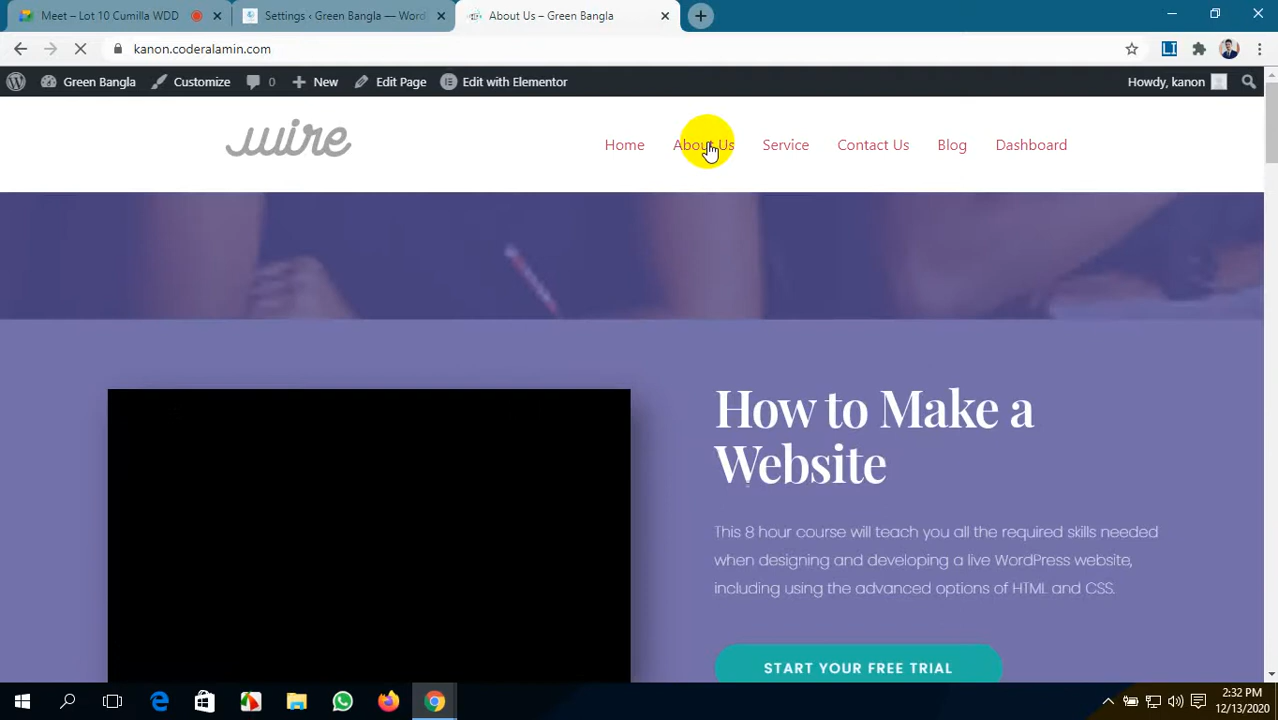 Meet – Lot 10 Cumilla WDD
Settings ‹ Green Bangla — Word
About Us – Green Bangla
kanon.coderalamin.com
LI
Green Bangla
Customize
0
New
Edit Page
Edit with Elementor
Howdy, kanon
wire
Home
About Us
Service
Contact Us
Blog
Dashboard
How to Make a
Website
This 8 hour course will teach you all the required skills needed
when designing and developing a live WordPress website,
including using the advanced options of HTML and CSS.
START YOUR FREE TRIAL
2:32 PM
12/13/2020